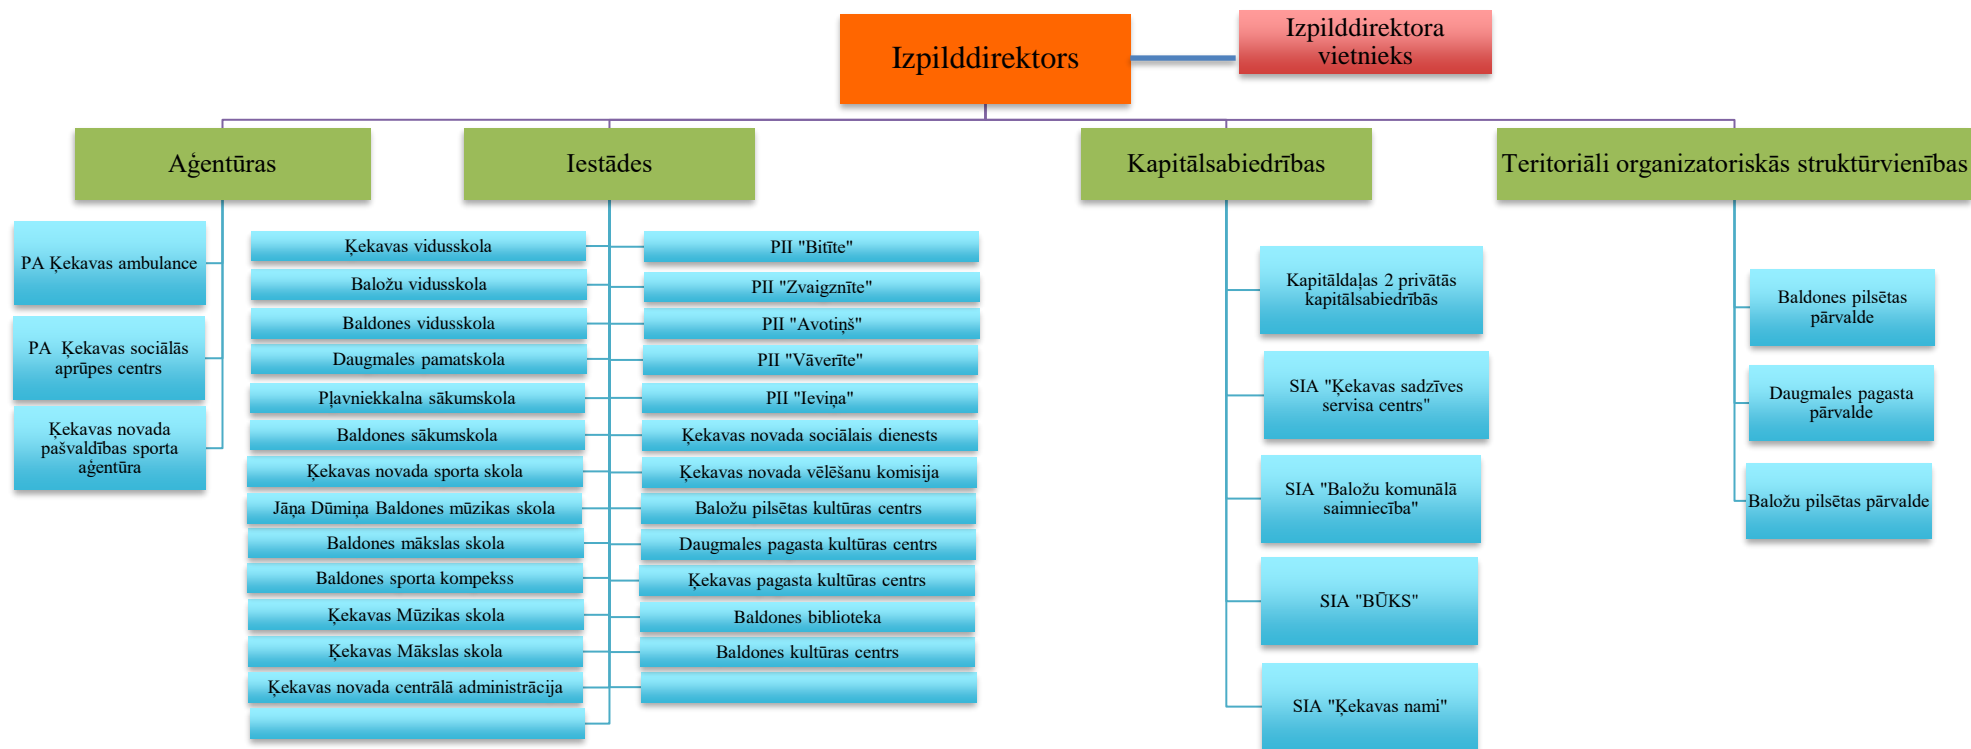 Izpilddirektors
Izpilddirektora
vietnieks
Aģentūras
Iestādes
Kapitālsabiedrības
Teritoriāli organizatoriskās struktūrvienības
PA Ķekavas ambulance
PA  Ķekavas sociālās
aprūpes centrs
Ķekavas novada
pašvaldības sporta
aģentūra
Ķekavas vidusskola
Baložu vidusskola
Baldones vidusskola
Daugmales pamatskola
Pļavniekkalna sākumskola
Baldones sākumskola
Ķekavas novada sporta skola
Jāņa Dūmiņa Baldones mūzikas skola
Baldones mākslas skola
Baldones sporta kompekss
Ķekavas Mūzikas skola
Ķekavas Mākslas skola
Ķekavas novada centrālā administrācija
PII "Bitīte"
PII "Zvaigznīte"
PII "Avotiņš"
PII "Vāverīte"
PII "Ieviņa"
Ķekavas novada sociālais dienests
Ķekavas novada vēlēšanu komisija
Baložu pilsētas kultūras centrs
Daugmales pagasta kultūras centrs
Ķekavas pagasta kultūras centrs
Baldones biblioteka
Baldones kultūras centrs
Kapitāldaļas 2 privātās
kapitālsabiedrībās
SIA "Ķekavas sadzīves
servisa centrs"
SIA "Baložu komunālā
saimniecība"
SIA "BŪKS"
SIA "Ķekavas nami"
Baldones pilsētas
pārvalde
Daugmales pagasta
pārvalde
Baložu pilsētas pārvalde